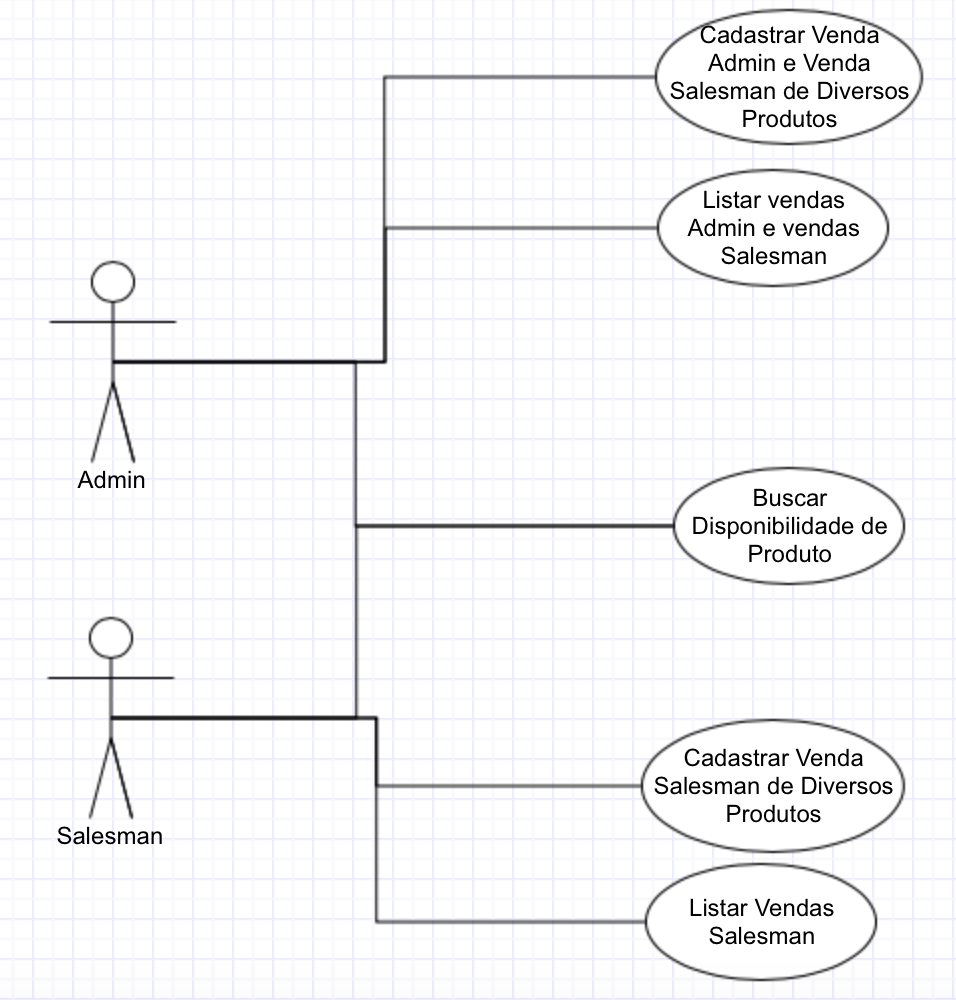 Cadastrar Venda
Admin e Venda
Salesman de Diversos
Produtos
Listar vendas
Admin e vendas
Salesman
Admin
Buscar
Disponibilidade de
Produto
Salesman
Cadastrar Venda
Salesman de Diversos
Produtos
Listar Vendas
Salesman